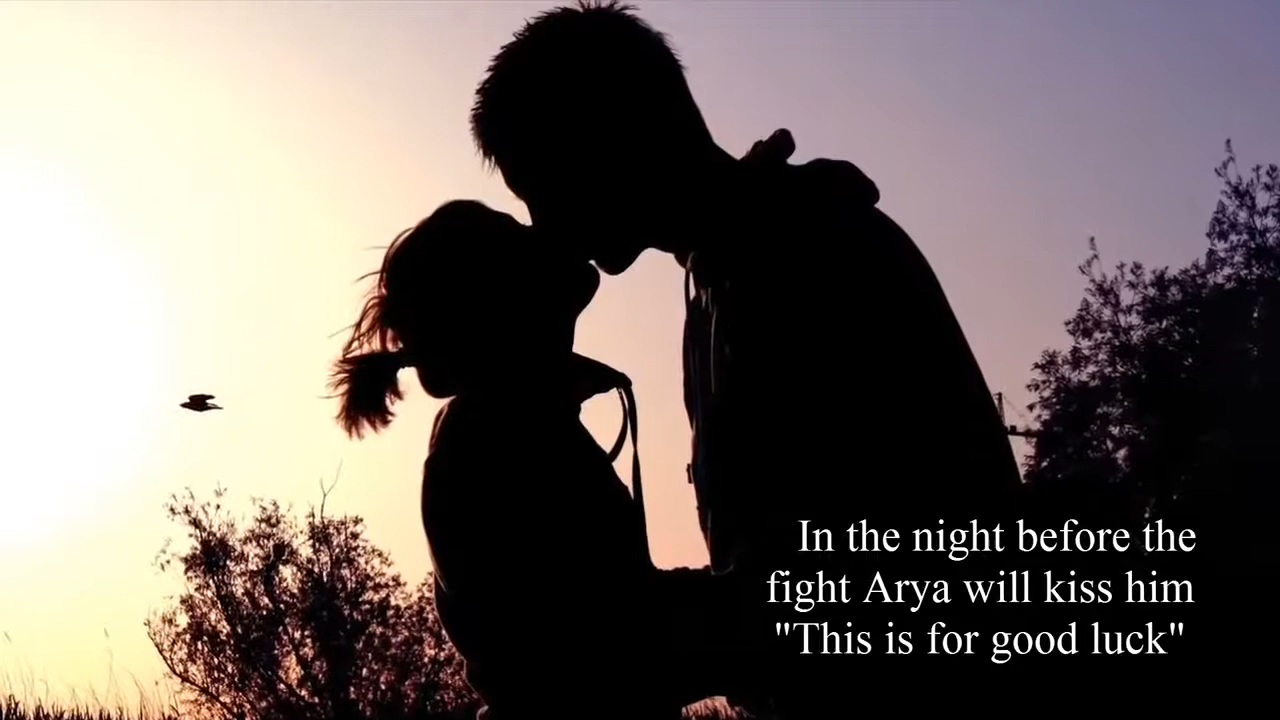 In the night before the
fight Arya will kiss him
"This is for good luck"